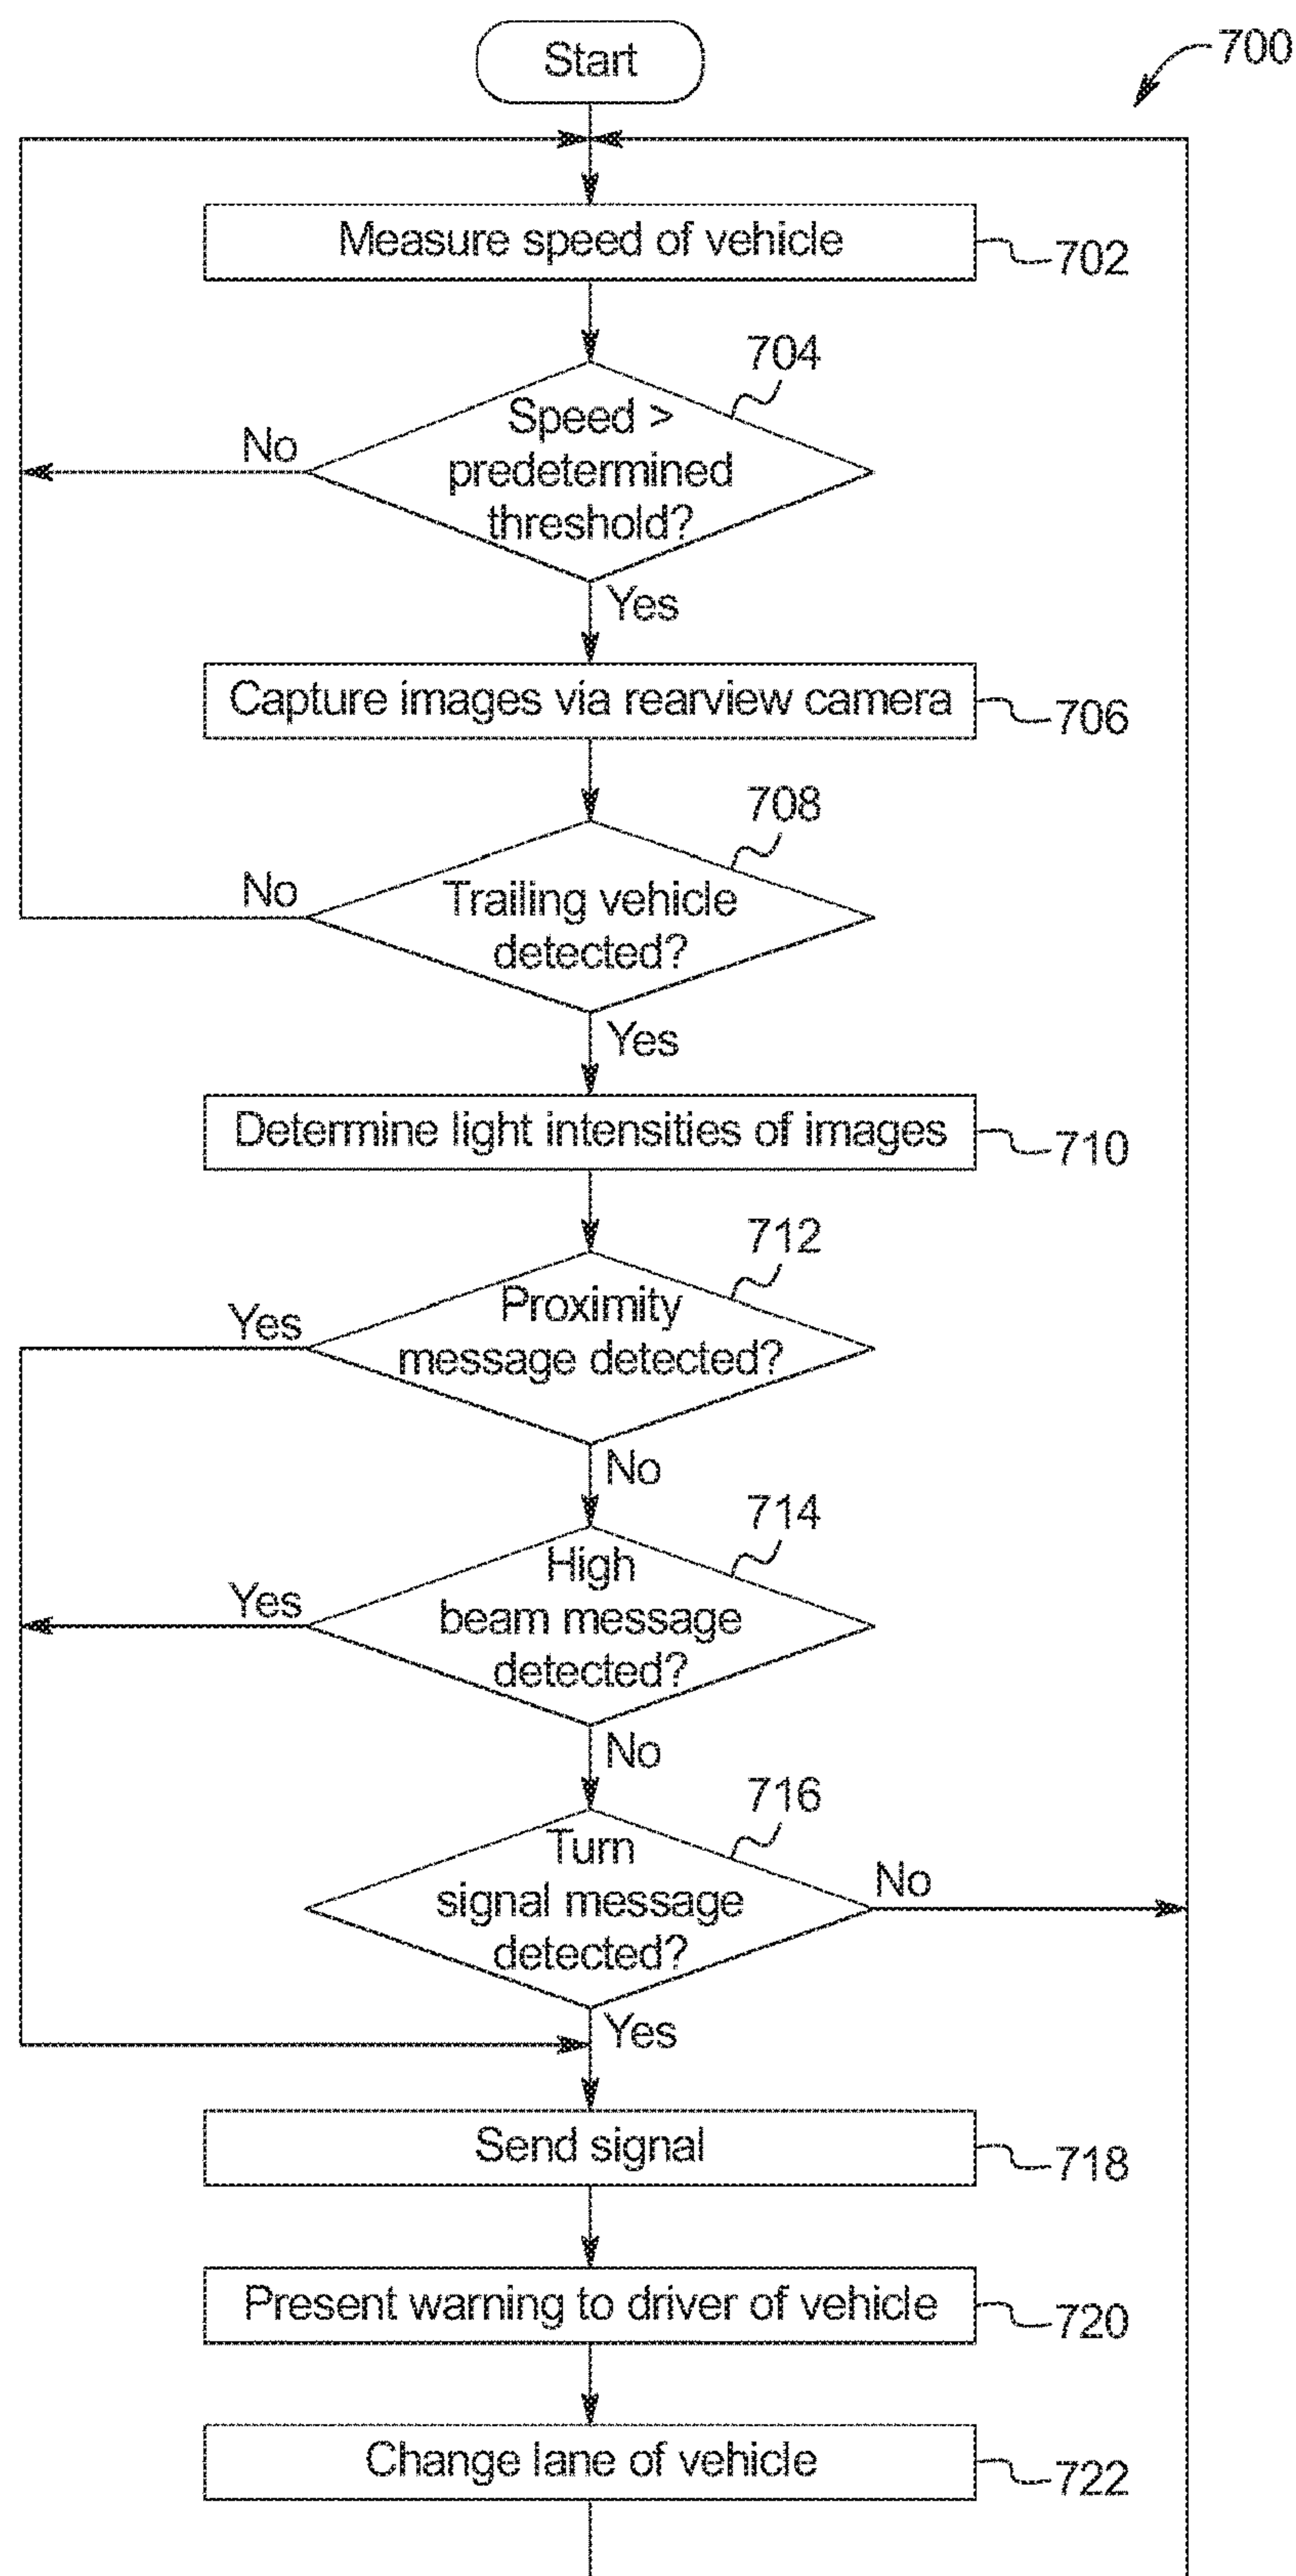 Start
700
Measure speed of vehicle
702
704
Speed >
predetermined
threshold?
No
Yes
Capture images via rearview camera
706
708
Trailing vehicle
detected?
No
Yes
Determine light intensities of images
710
712
Proximity
message detected?
Yes
No
714
High
beam message
detected?
Yes
No
716
Turn
signal message
detected?
No
Yes
Send signal
718
Present warning to driver of vehicle
720
Change lane of vehicle
722